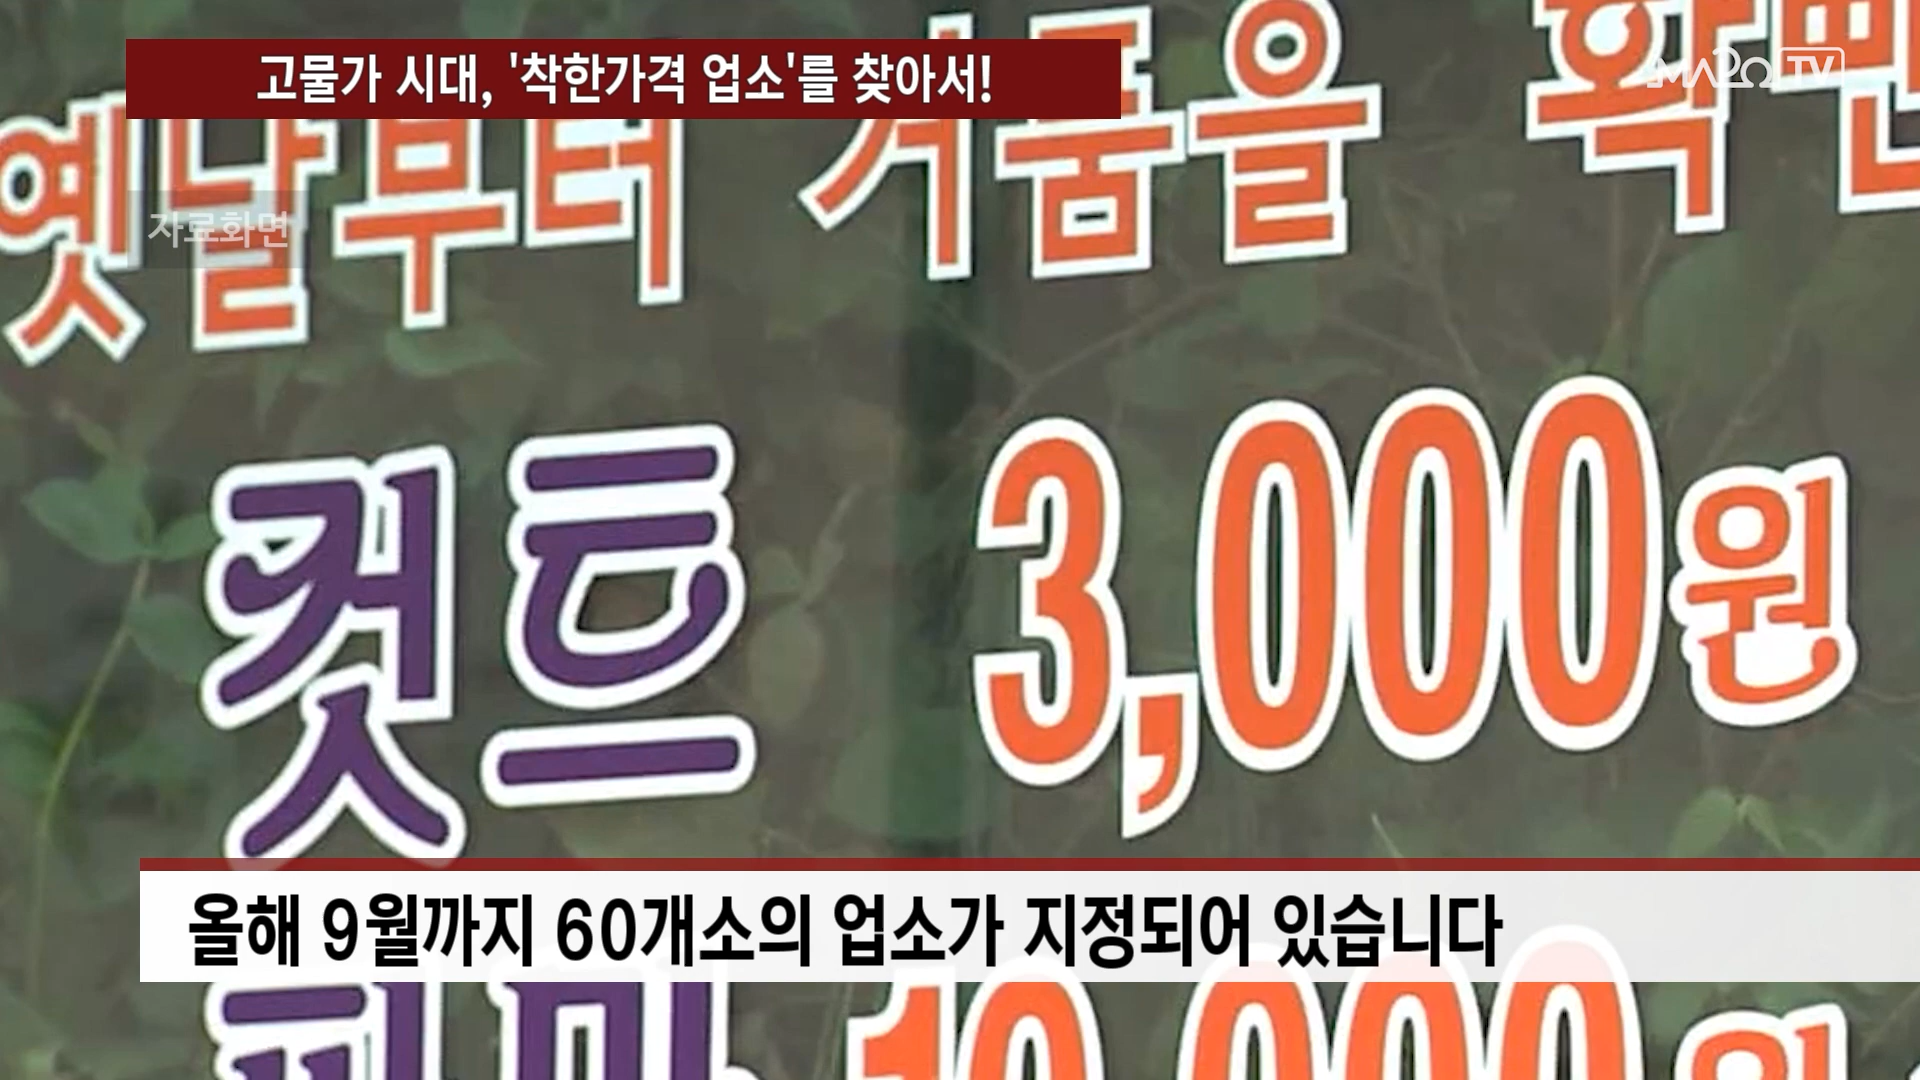 고물가 시대, '착한가격 업소'를 찾아서!
MAPO TV
옛날부터 거품을 확
자료화면
컷트 3,000원
올해 9월까지 60개소의 업소가 지정되어 있습니다